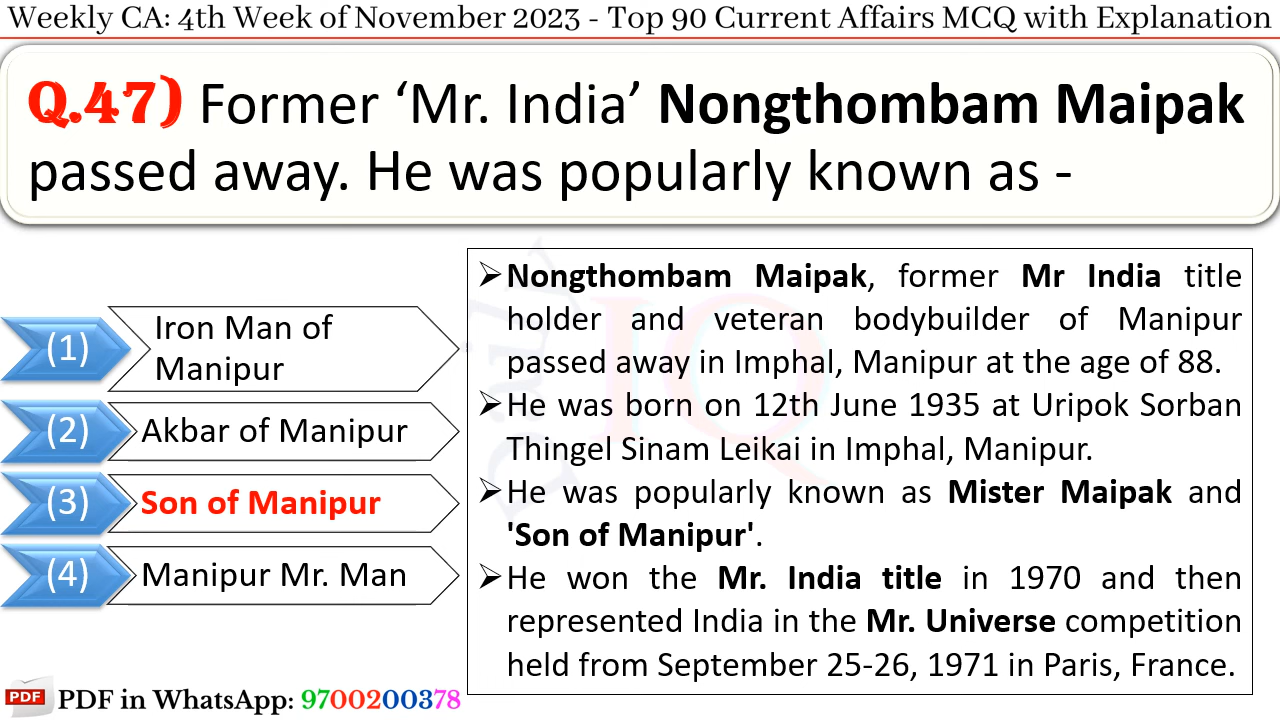 Weekly CA: 4th Week of November 2023 - Top 90 Current Affairs MCQ with Explanation
Q.47) Former ‘Mr. India’ Nongthombam Maipak
passed away. He was popularly known as -
(1) Iron Man of
Manipur
(2) Akbar of Manipur
(3) Son of Manipur
(4) Manipur Mr. Man
➢Nongthombam Maipak, former Mr India title
holder and veteran bodybuilder of Manipur
passed away in Imphal, Manipur at the age of 88.
➢He was born on 12th June 1935 at Uripok Sorban
Thingel Sinam Leikai in Imphal, Manipur.
➢He was popularly known as Mister Maipak and
'Son of Manipur'.
➢He won the Mr. India title in 1970 and then
represented India in the Mr. Universe competition
held from September 25-26, 1971 in Paris, France.
Daily
IQ
PDF PDF in WhatsApp: 9700200378